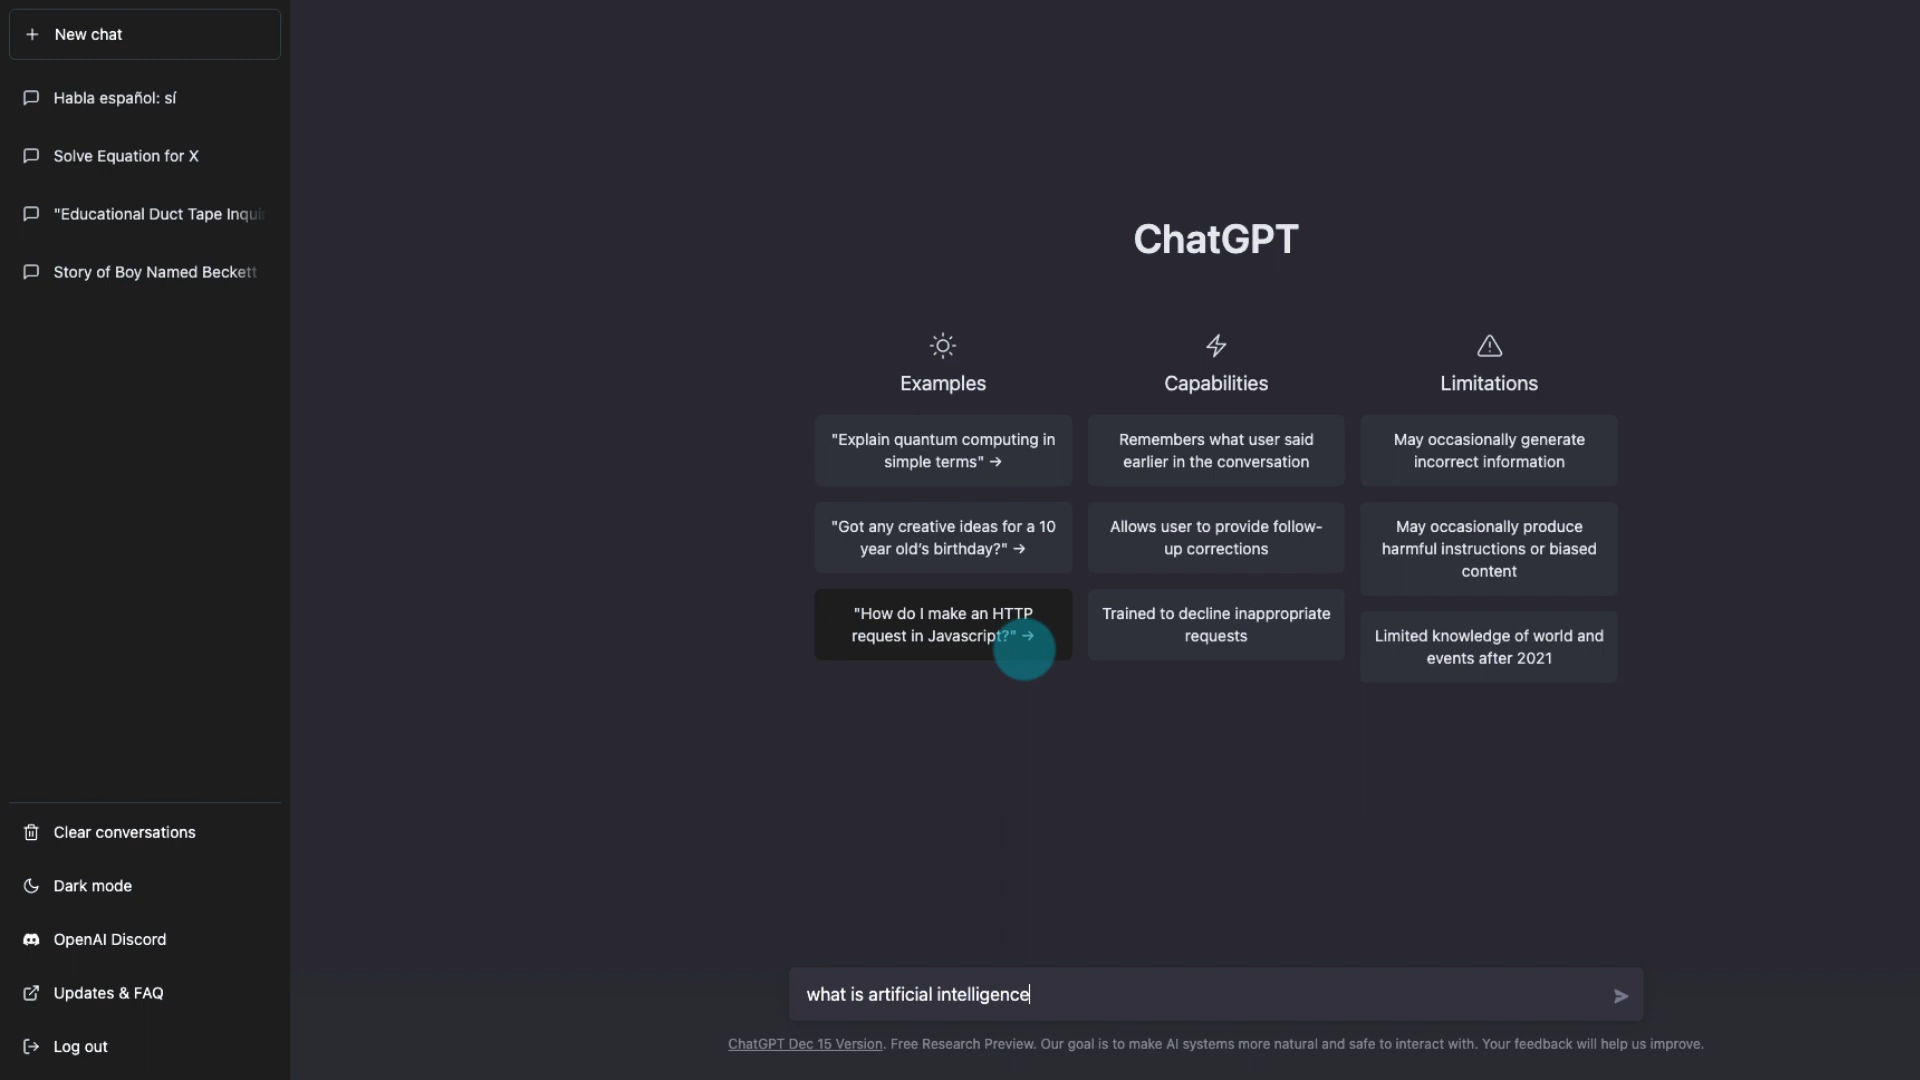 New chat
Habla español: sí
Solve Equation for X
"Educational Duct Tape
Story of Boy Named Beckett
Clear conversations
Dark mode
OpenAI Discord
Updates & FAQ
Log out
ChatGPT
Examples
"Explain quantum computing in
simple terms" →
"Got any creative ideas for a 10
year old's birthday?" →
"How do I make an HTTP
request in Javascript?" →
Capabilities
Remembers what user said
earlier in the conversation
Allows user to provide follow-
up corrections
Trained to decline inappropriate
requests
Limitations
May occasionally generate
incorrect information
May occasionally produce
harmful instructions or biased
content
Limited knowledge of world and
events after 2021
what is artificial intelligence
ChatGPT Dec 15 Version. Free Research Preview. Our goal is to make AI systems more natural and safe to interact with. Your feedback will help us improve.